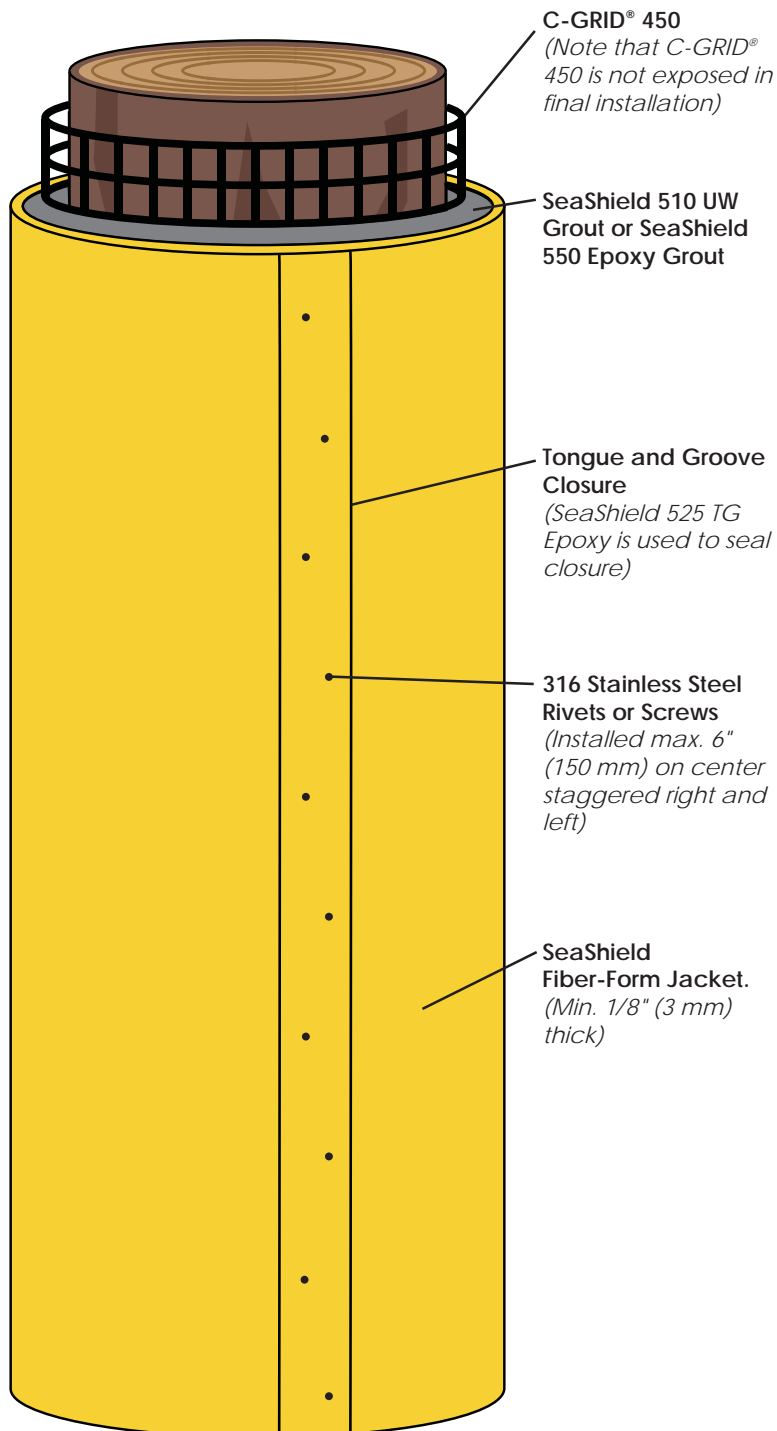 C-GRID® 450
(Note that C-GRID®
450 is not exposed in
final installation)
SeaShield 510 UW
Grout or SeaShield
550 Epoxy Grout
Tongue and Groove
Closure
(SeaShield 525 TG
Epoxy is used to seal
closure)
316 Stainless Steel
Rivets or Screws
(Installed max. 6"
(150 mm) on center
staggered right and
left)
SeaShield
Fiber-Form Jacket.
(Min. 1/8" (3 mm)
thick)